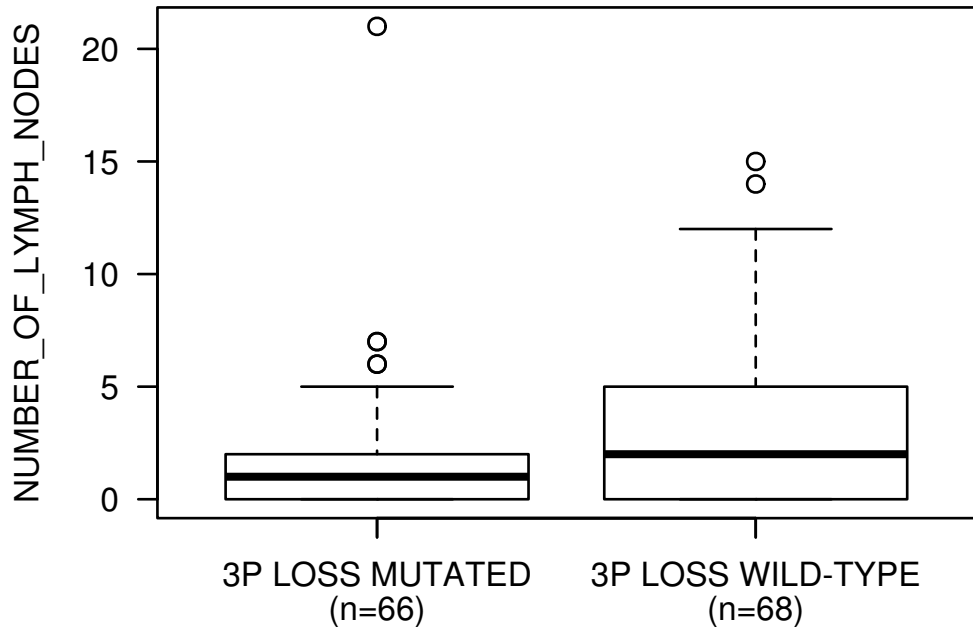 NUMBER_OF_LYMPH_NODES
20
15
10
5
0
3P LOSS MUTATED
(n=66)
3P LOSS WILD-TYPE
(n=68)